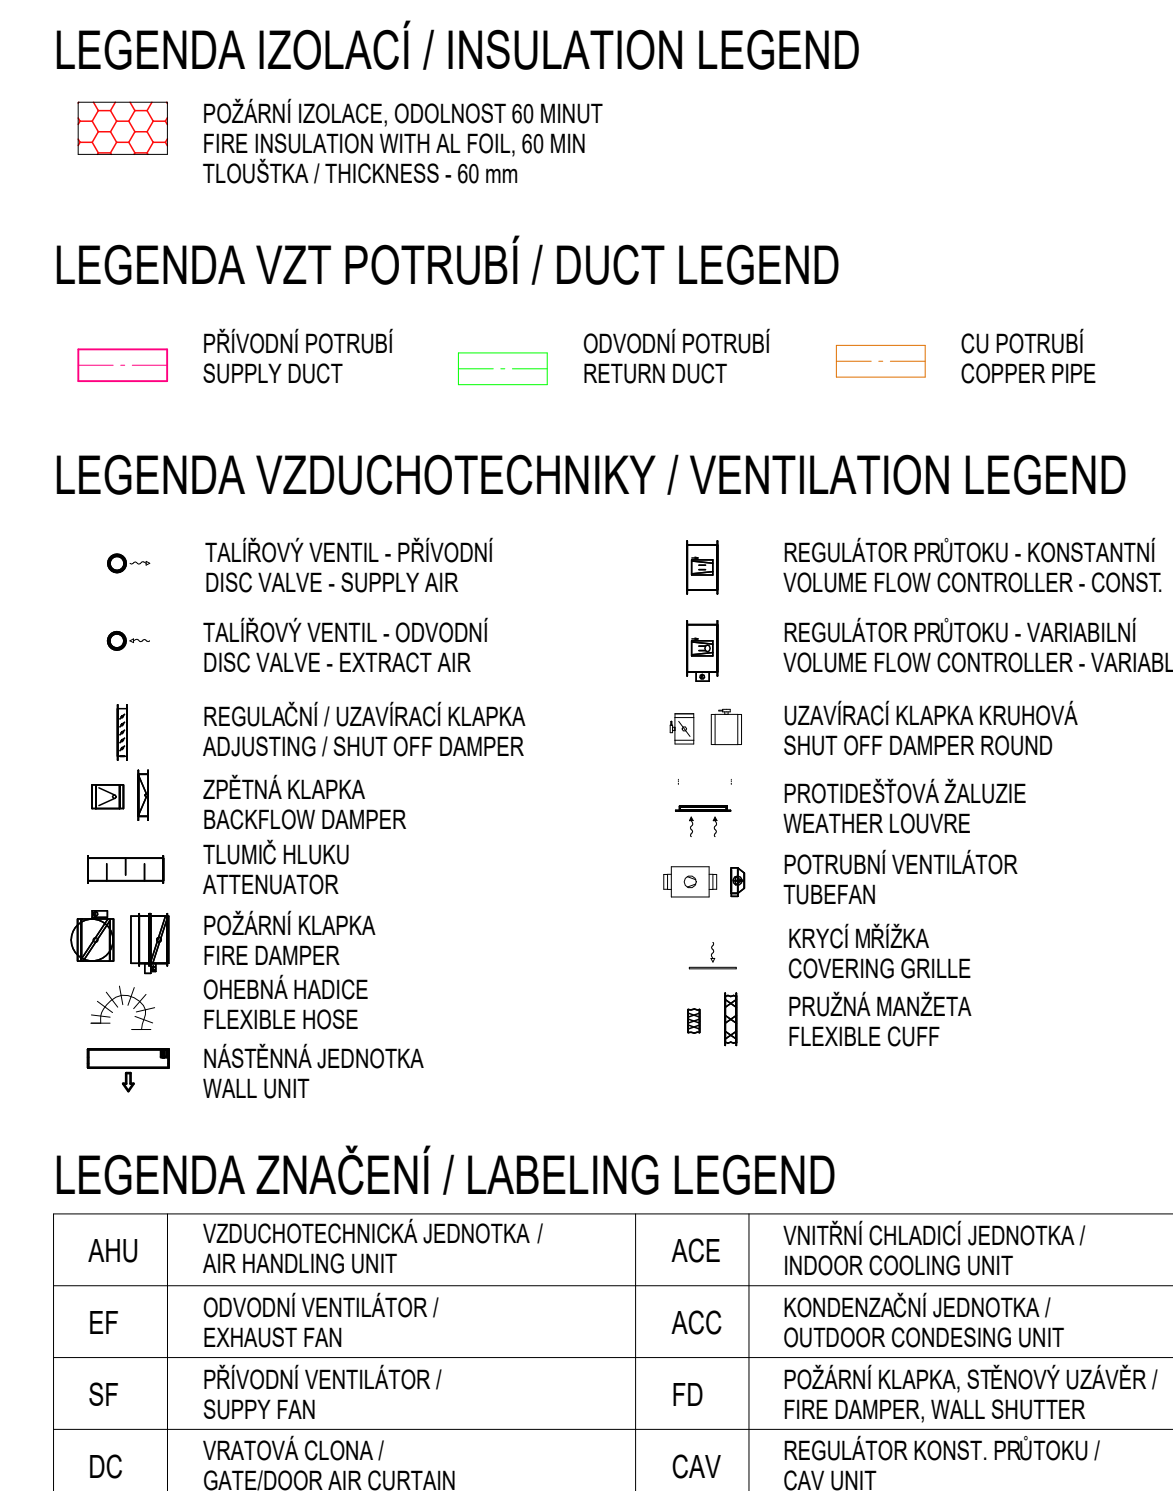 LEGENDA IZOLACÍ / INSULATION LEGEND
POŽÁRNÍ IZOLACE, ODOLNOST 60 MINUT
FIRE INSULATION WITH AL FOIL, 60 MIN
TLOUŠTKA / THICKNESS - 60 mm
LEGENDA VZT POTRUBÍ / DUCT LEGEND
PŘÍVODNÍ POTRUBÍ
SUPPLY DUCT
ODVODNÍ POTRUBÍ
RETURN DUCT
CU POTRUBÍ
COPPER PIPE
LEGENDA VZDUCHOTECHNIKY / VENTILATION LEGEND
TALÍŘOVÝ VENTIL - PŘÍVODNÍ
DISC VALVE - SUPPLY AIR
TALÍŘOVÝ VENTIL - ODVODNÍ
DISC VALVE - EXTRACT AIR
REGULAČNÍ / UZAVÍRACÍ KLAPKA
ADJUSTING / SHUT OFF DAMPER
ZPĚTNÁ KLAPKA
BACKFLOW DAMPER
TLUMIČ HLUKU
ATTENUATOR
POŽÁRNÍ KLAPKA
FIRE DAMPER
OHEBNÁ HADICE
FLEXIBLE HOSE
NÁSTĚNNÁ JEDNOTKA
WALL UNIT
REGULÁTOR PRŮTOKU - KONSTANTNÍ
VOLUME FLOW CONTROLLER - CONST.
REGULÁTOR PRŮTOKU - VARIABILNÍ
VOLUME FLOW CONTROLLER - VARIABL
UZAVÍRACÍ KLAPKA KRUHOVÁ
SHUT OFF DAMPER ROUND
PROTIDEŠŤOVÁ ŽALUZIE
WEATHER LOUVRE
POTRUBNÍ VENTILÁTOR
TUBEFAN
KRYCÍ MŘÍŽKA
COVERING GRILLE
PRUŽNÁ MANŽETA
FLEXIBLE CUFF
LEGENDA ZNAČENÍ / LABELING LEGEND
AHU
VZDUCHOTECHNICKÁ JEDNOTKA /
AIR HANDLING UNIT
ACE
VNITŘNÍ CHLADICÍ JEDNOTKA /
INDOOR COOLING UNIT
EF
ODVODNÍ VENTILÁTOR /
EXHAUST FAN
ACC
KONDENZAČNÍ JEDNOTKA /
OUTDOOR CONDESING UNIT
SF
PŘÍVODNÍ VENTILÁTOR /
SUPPY FAN
FD
POŽÁRNÍ KLAPKA, STĚNOVÝ UZÁVĚR /
FIRE DAMPER, WALL SHUTTER
DC
VRATOVÁ CLONA /
GATE/DOOR AIR CURTAIN
CAV
REGULÁTOR KONST. PRŮTOKU /
CAV UNIT